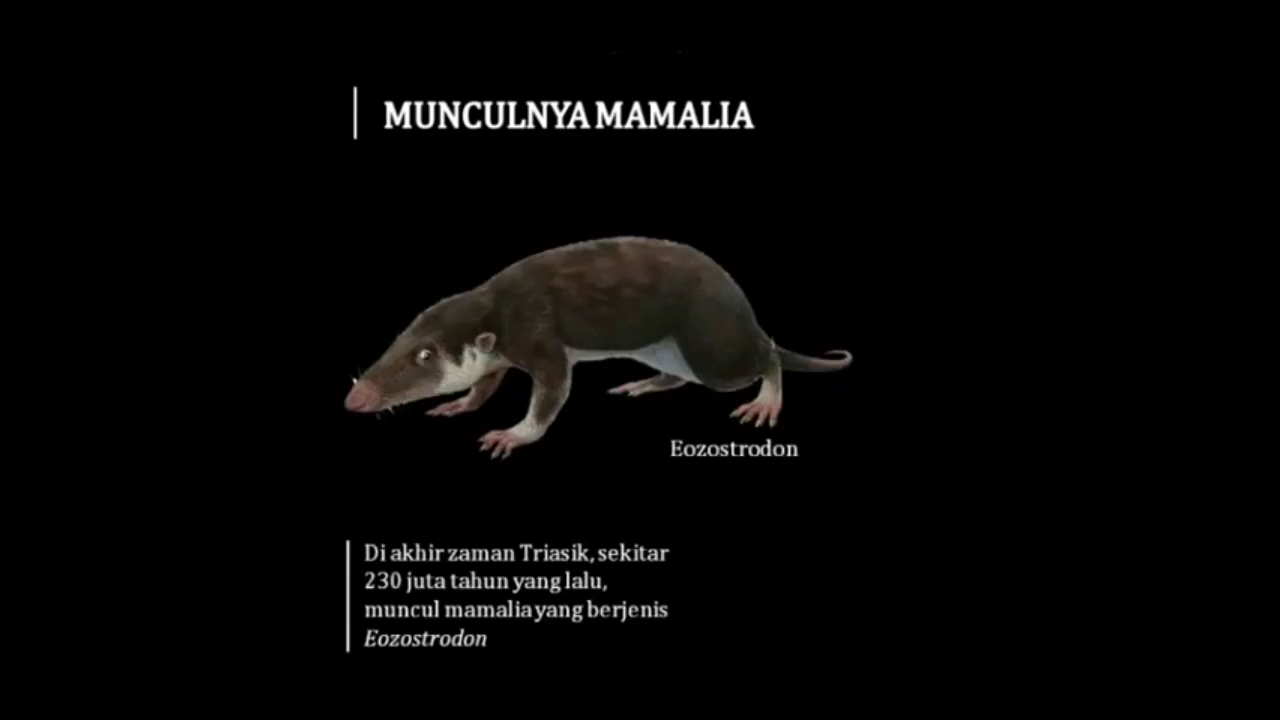 MUNCULNYA MAMALIA
Eozostrodon
Di akhir zaman Triasik, sekitar
230 juta tahun yang lalu,
muncul mamalia yang berjenis
Eozostrodon